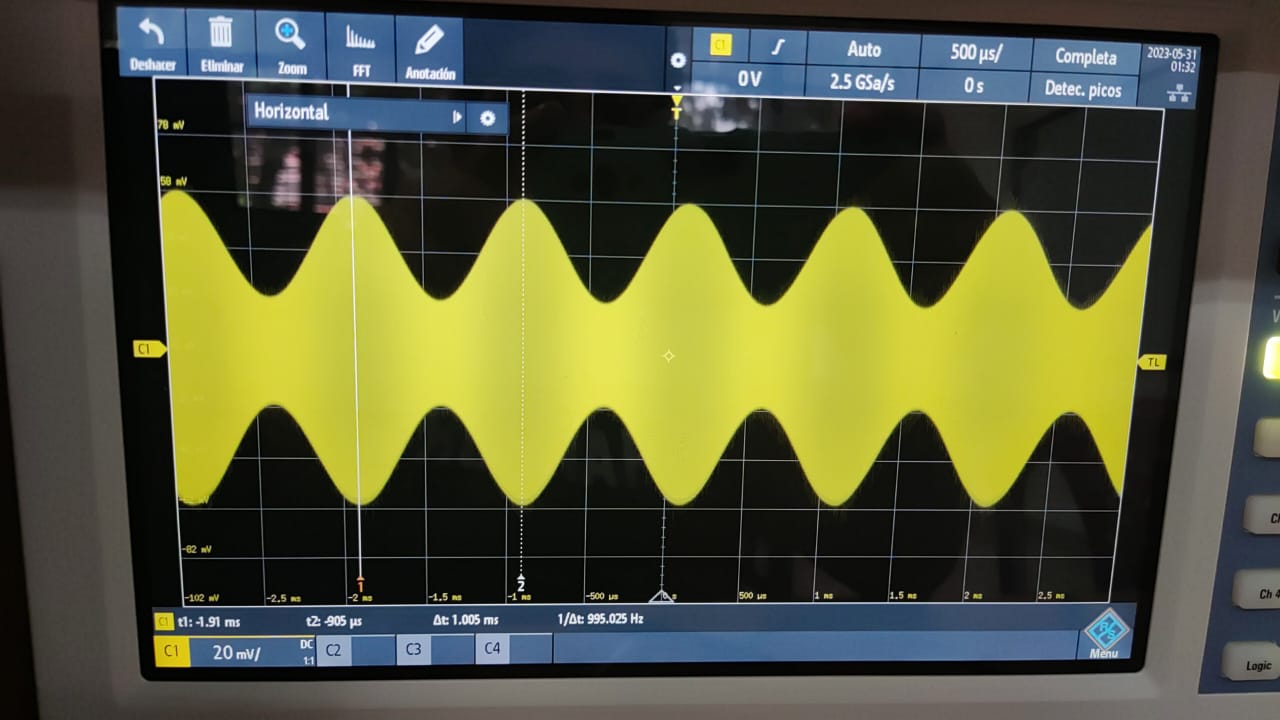 Deshacer Eliminar Zoom FFT Anotación
C1 Auto 500 µs/ Completa 2023-05-31
0 V 2.5 GSa/s 0 s Detec. picos 01:32
Horizontal
T
78 mV
58 mV
C1
TL
-82 mV
1
2
-102 mV -2.5 ms -2 ms -1.5 ms -1 ms -500 µs 0 s 500 µs 1 ms 1.5 ms 2 ms 2.5 ms
C1 t1: -1.91 ms t2: -905 µs Δt: 1.005 ms 1/Δt: 995.025 Hz
C1 20 mV/ DC 1:1 C2 C3 C4
R&S
Menu
Ch 4
Logic